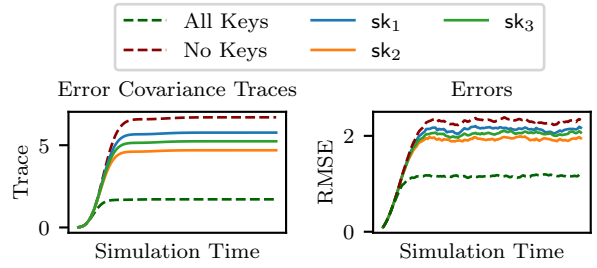 All Keys sk₁ sk₃
No Keys sk₂
Error Covariance Traces Errors
5
0
Trace
Simulation Time
2
0
RMSE
Simulation Time